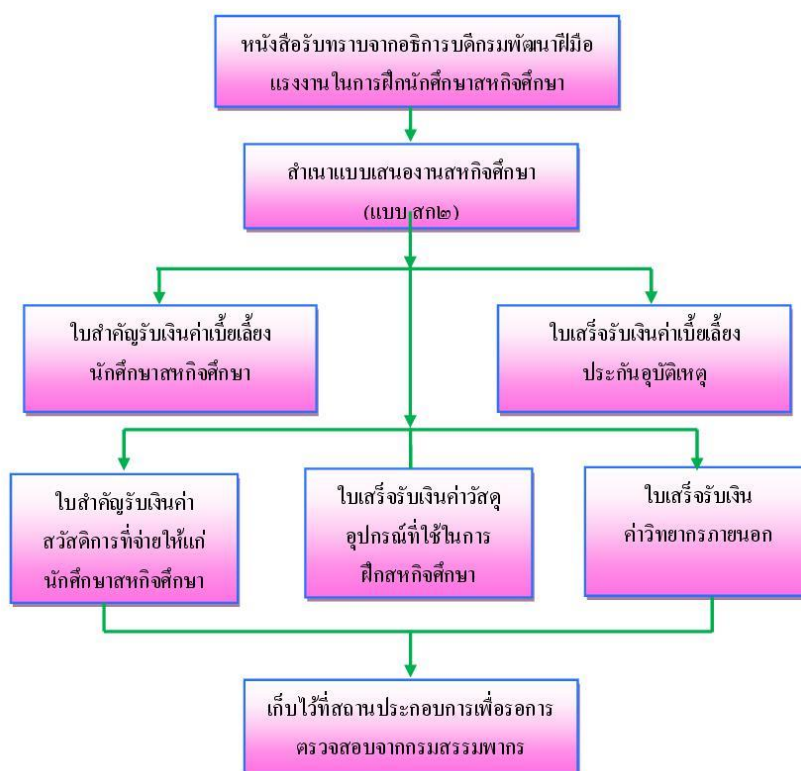 หนังสือรับทราบจากอธิการบดีกรมพัฒนาฝีมือ
แรงงานในการฝึกนักศึกษาสหกิจศึกษา
สำเนาแบบเสนองานสหกิจศึกษา
(แบบ สก๒)
ใบสำคัญรับเงินค่าเบี้ยเลี้ยง
นักศึกษาสหกิจศึกษา
ใบเสร็จรับเงินค่าเบี้ยเลี้ยง
ประกันอุบัติเหตุ
ใบสำคัญรับเงินค่า
สวัสดิการที่จ่ายให้แก่
นักศึกษาสหกิจศึกษา
ใบเสร็จรับเงินค่าวัสดุ
อุปกรณ์ที่ใช้ในการ
ฝึกสหกิจศึกษา
ใบเสร็จรับเงิน
ค่าวิทยากรภายนอก
เก็บไว้ที่สถานประกอบการเพื่อรอการ
ตรวจสอบจากกรมสรรมพากร